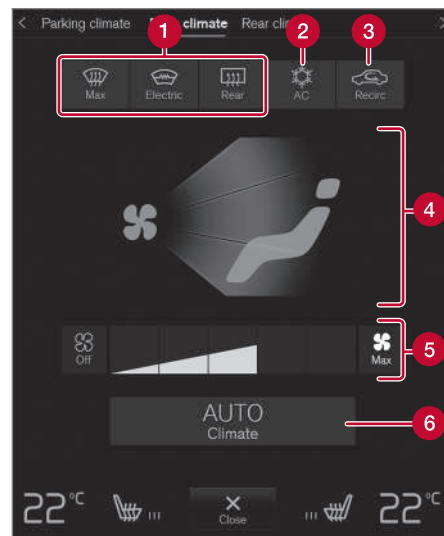 Parking climate climate Rear cli
1 2 3
Max Electric Rear AC Recirc
4
Off Max 5
AUTO
Climate 6
22°C Close 22°C